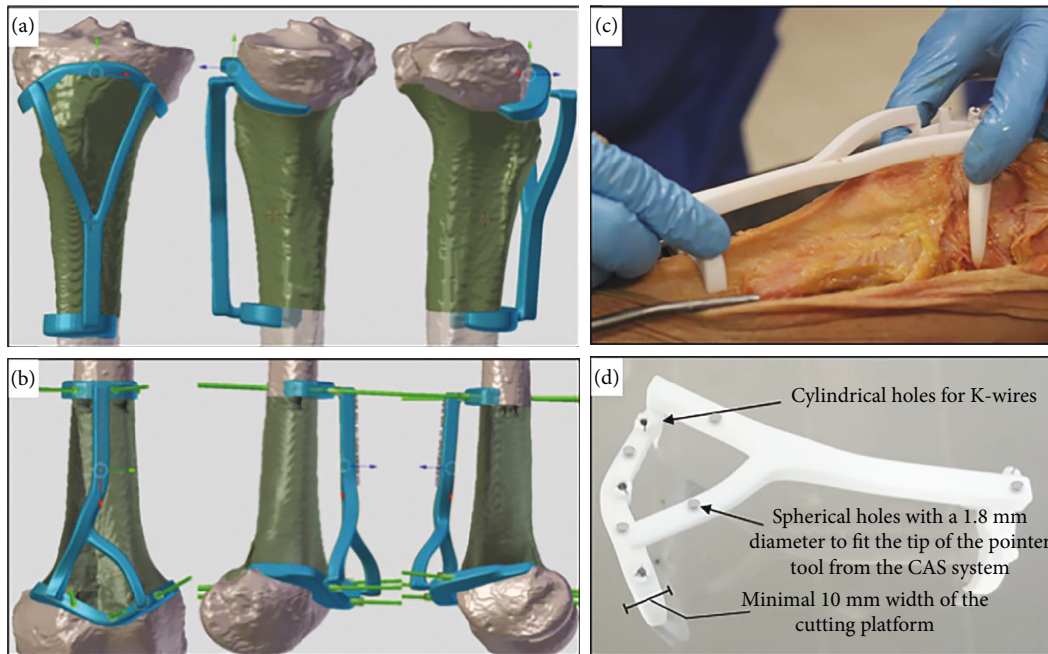 (a)
(b)
(c)
(d)
Cylindrical holes for K-wires
Spherical holes with a 1.8 mm
diameter to fit the tip of the pointer
tool from the CAS system
Minimal 10 mm width of the
cutting platform